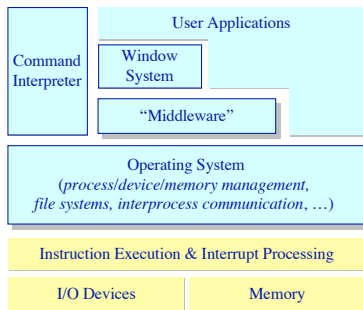 User Applications
Command
Interpreter
Window
System
“Middleware”
Operating System
(process/device/memory management,
file systems, interprocess communication, …)
Instruction Execution & Interrupt Processing
I/O Devices
Memory